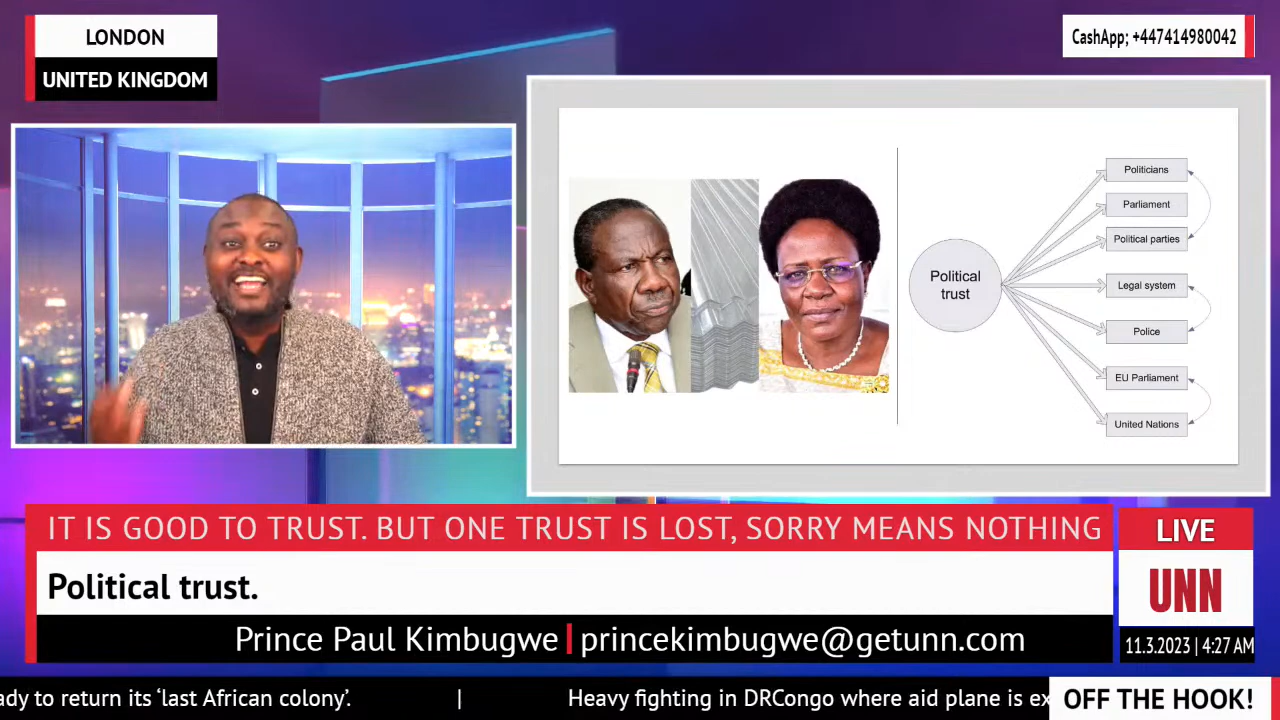 LONDON
UNITED KINGDOM
CashApp; +447414980042
Political trust
Politicians
Parliament
Political parties
Legal system
Police
EU Parliament
United Nations
IT IS GOOD TO TRUST. BUT ONE TRUST IS LOST, SORRY MEANS NOTHING
Political trust.
Prince Paul Kimbugwe princekimbugwe@getunn.com
LIVE
UNN
11.3.2023 | 4:27 AM
ady to return its ‘last African colony’. | Heavy fighting in DRCongo where aid plane is ex
OFF THE HOOK!